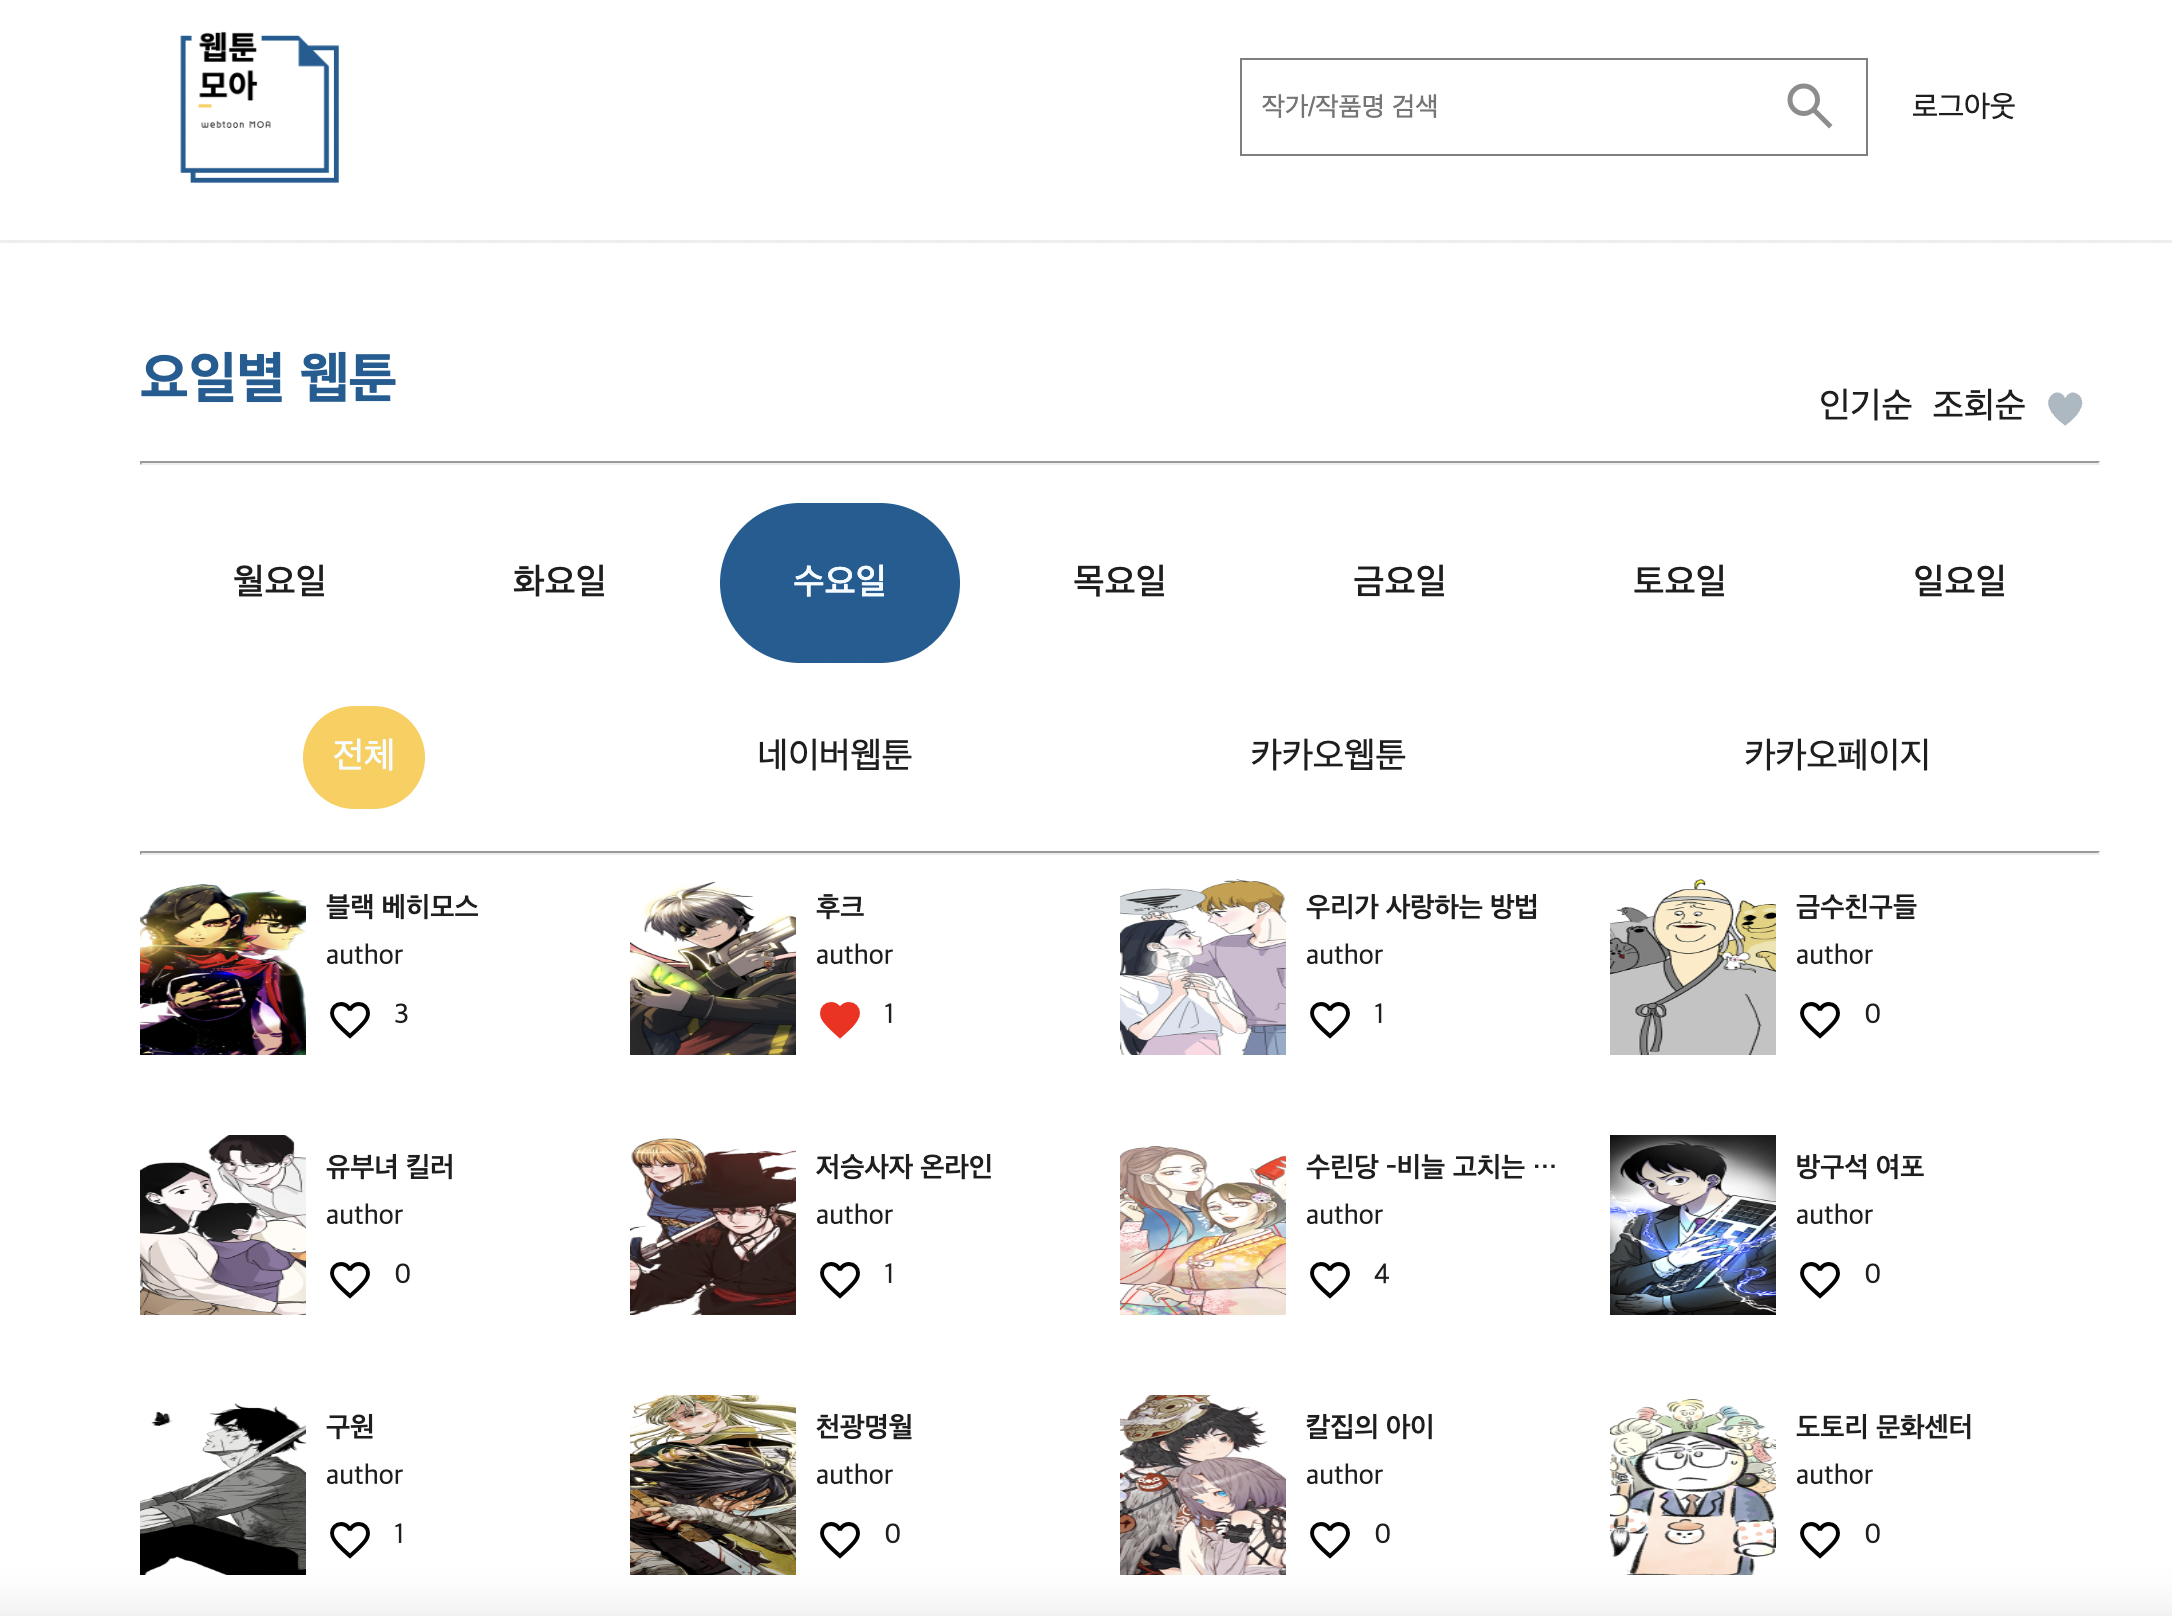 웹툰
모아
webtoon MOA
작가/작품명 검색
로그아웃
요일별 웹툰
인기순 조회순
월요일 화요일 수요일 목요일 금요일 토요일 일요일
전체 네이버웹툰 카카오웹툰 카카오페이지
블랙 베히모스
author
3
후크
author
1
우리가 사랑하는 방법
author
1
금수친구들
author
0
유부녀 킬러
author
0
저승사자 온라인
author
1
수린당 -비늘 고치는 ···
author
4
방구석 여포
author
0
구원
author
1
천광명월
author
0
칼집의 아이
author
0
도토리 문화센터
author
0